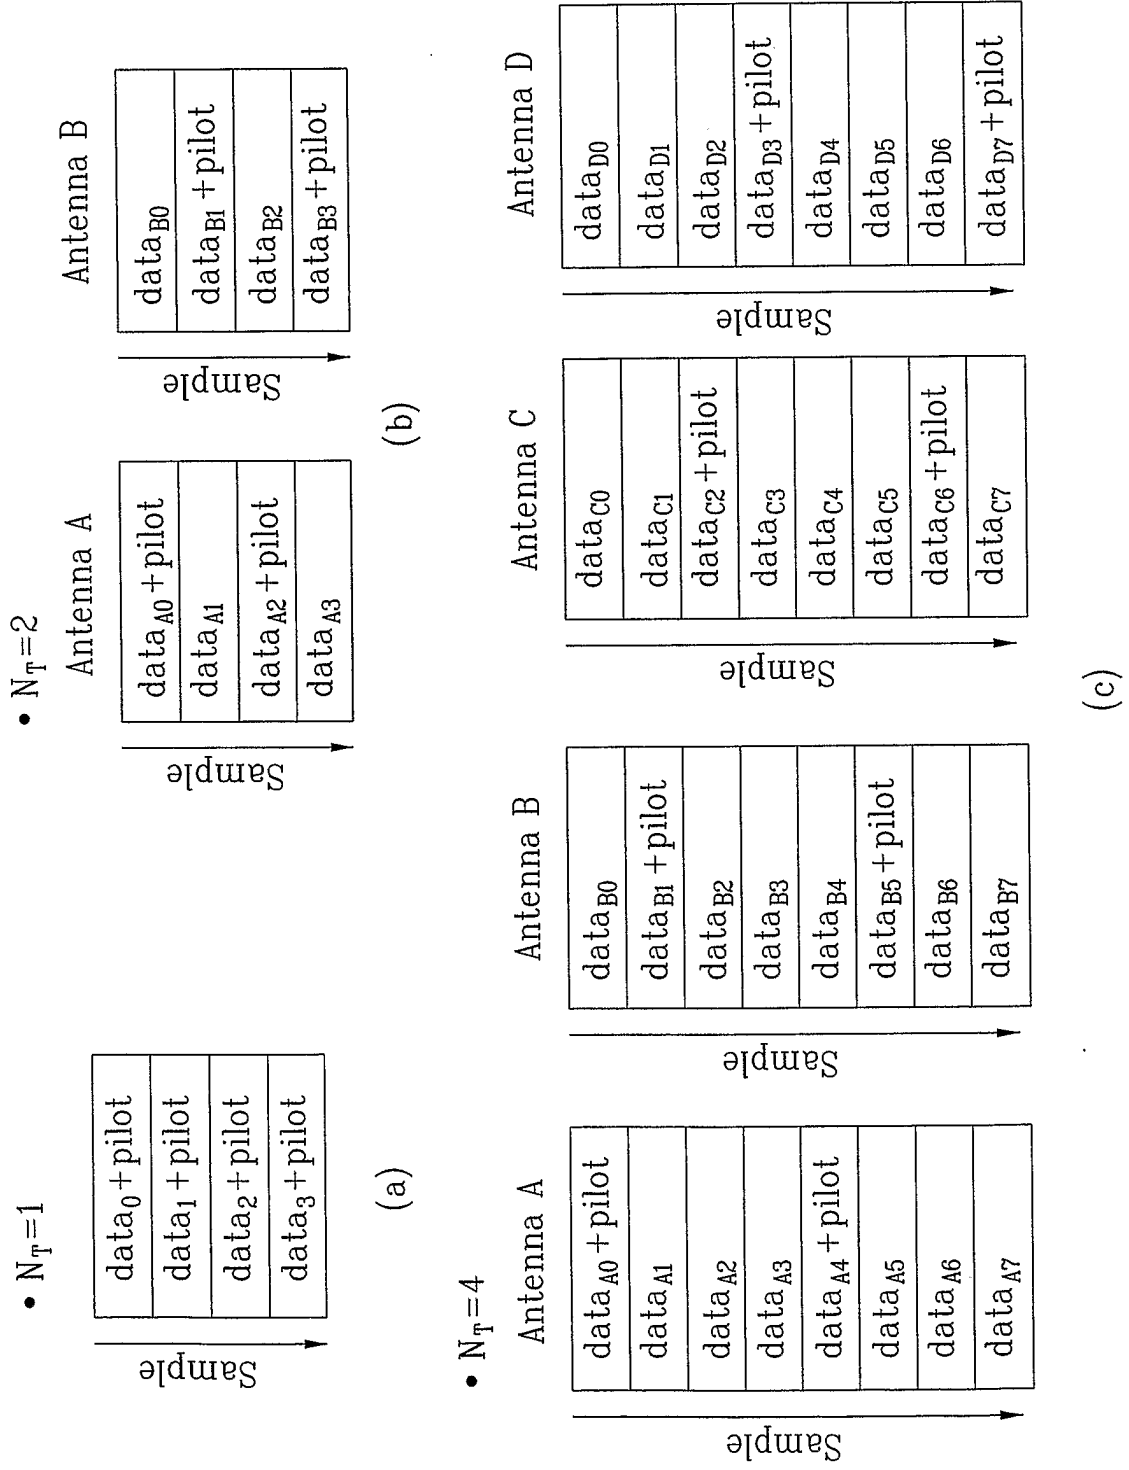 • N_T=1
Sample
data_0+pilot
data_1+pilot
data_2+pilot
data_3+pilot
(a)
• N_T=2
Antenna A
Sample
data_A0+pilot
data_A1
data_A2+pilot
data_A3
Antenna B
Sample
data_B0
data_B1+pilot
data_B2
data_B3+pilot
(b)
• N_T=4
Antenna A
Sample
data_A0+pilot
data_A1
data_A2
data_A3
data_A4+pilot
data_A5
data_A6
data_A7
Antenna B
Sample
data_B0
data_B1+pilot
data_B2
data_B3
data_B4
data_B5+pilot
data_B6
data_B7
Antenna C
Sample
data_C0
data_C1
data_C2+pilot
data_C3
data_C4
data_C5
data_C6+pilot
data_C7
Antenna D
Sample
data_D0
data_D1
data_D2
data_D3+pilot
data_D4
data_D5
data_D6
data_D7+pilot
(c)